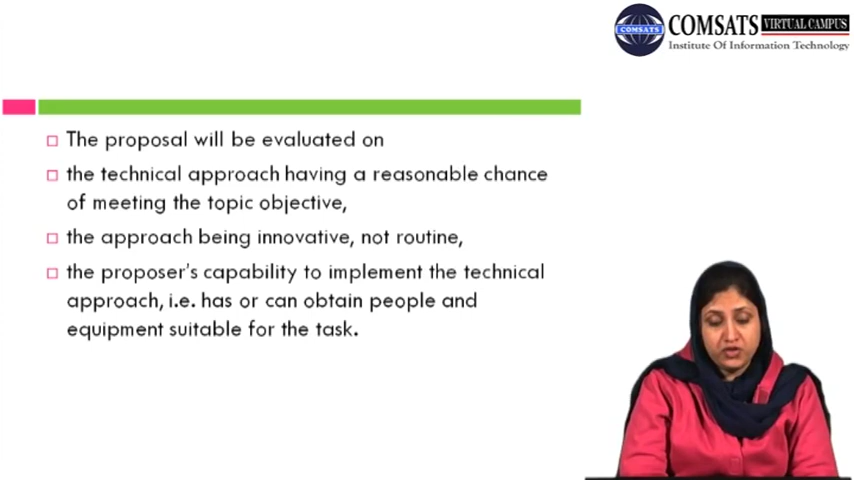 COMSATS VIRTUAL CAMPUS
COMSATS
Institute Of Information Technology
The proposal will be evaluated on
the technical approach having a reasonable chance
of meeting the topic objective,
the approach being innovative, not routine,
the proposer's capability to implement the technical
approach, i.e. has or can obtain people and
equipment suitable for the task.